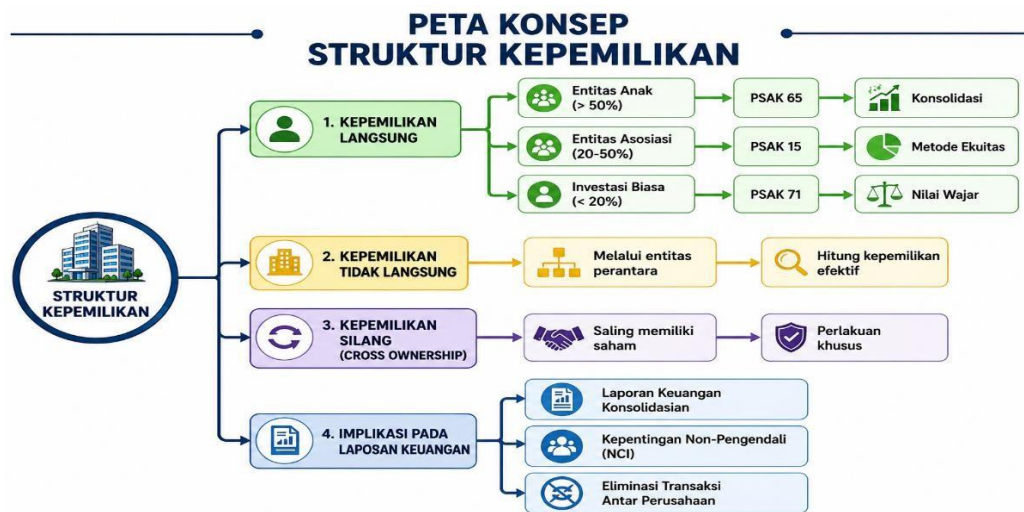 PETA KONSEP
STRUKTUR KEPEMILIKAN
STRUKTUR
KEPEMILIKAN
1. KEPEMILIKAN
LANGSUNG
Entitas Anak
(> 50%)
PSAK 65
Konsolidasi
Entitas Asosiasi
(20-50%)
PSAK 15
Metode Ekuitas
Investasi Biasa
(< 20%)
PSAK 71
Nilai Wajar
2. KEPEMILIKAN
TIDAK LANGSUNG
Melalui entitas
perantara
Hitung kepemilikan
efektif
3. KEPEMILIKAN
SILANG
(CROSS OWNERSHIP)
Saling memiliki
saham
Perlakuan
khusus
4. IMPLIKASI PADA
LAPOSAN KEUANGAN
Laporan Keuangan
Konsolidasian
Kepentingan Non-Pengendali
(NCI)
Eliminasi Transaksi
Antar Perusahaan